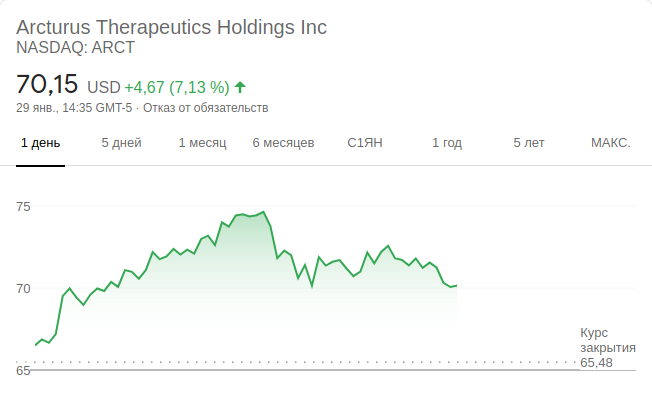 Arcturus Therapeutics Holdings Inc
NASDAQ: ARCT
70,15 USD +4,67 (7,13 %)
29 янв., 14:35 GMT-5 · Отказ от обязательств
1 день 5 дней 1 месяц 6 месяцев С1ЯН 1 год 5 лет МАКС.
75
70
65
Курс
закрытия
65,48